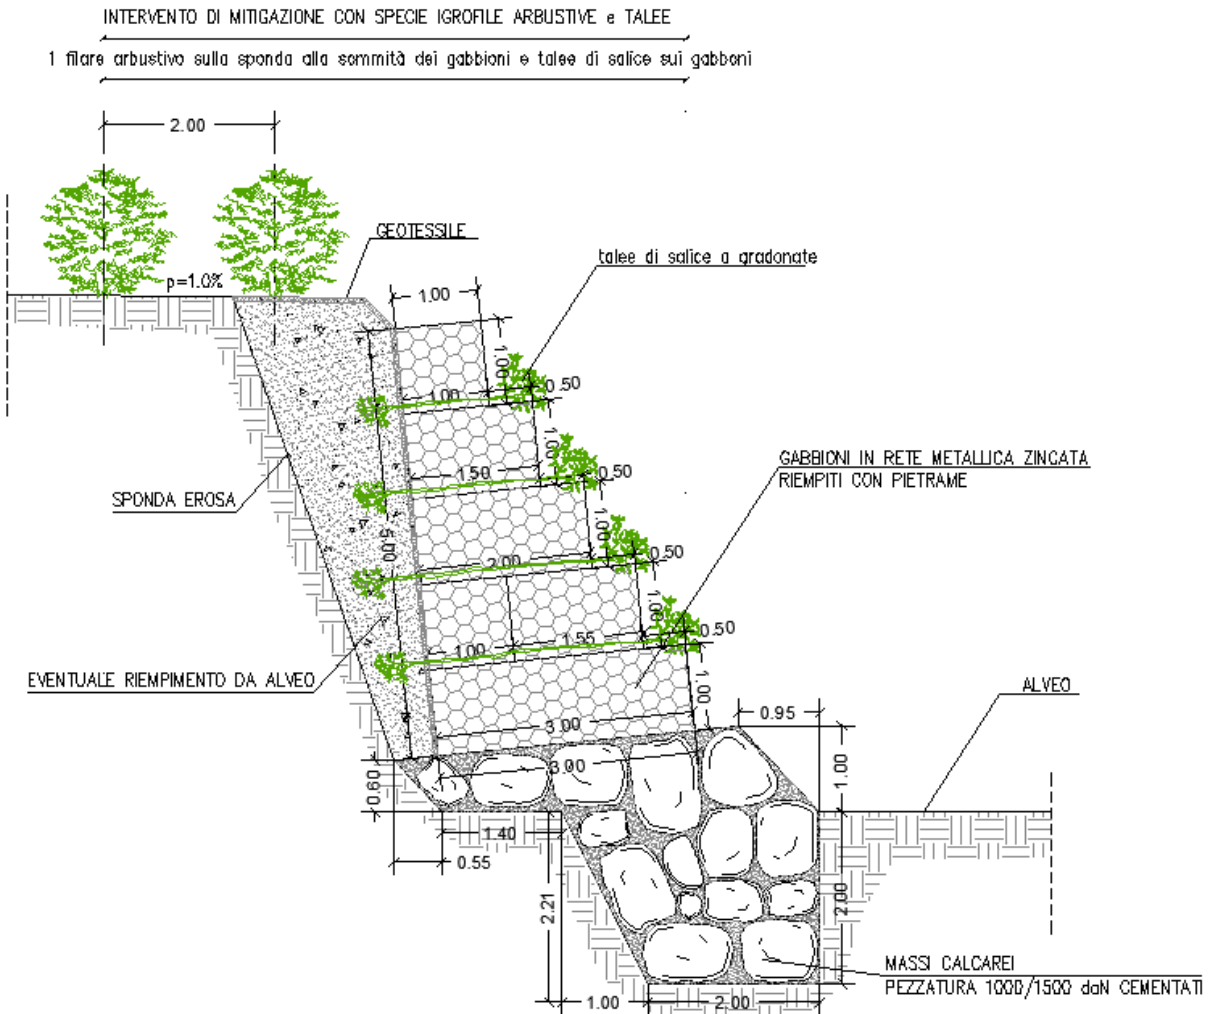 INTERVENTO DI MITIGAZIONE CON SPECIE IGROFILE ARBUSTIVE e TALEE
1 filare arbustivo sulla sponda alla sommità dei gabbioni e talee di salice sui gabboni
2.00
GEOTESSILE
talee di salice a gradonate
p=1.0%
1.00
1.00
1.00
0.50
1.00
1.50
0.50
GABBIONI IN RETE METALLICA ZINCATA
RIEMPITI CON PIETRAME
SPONDA EROSA
5.00
1.00
2.00
0.50
1.00
1.00
1.55
0.50
EVENTUALE RIEMPIMENTO DA ALVEO
1.00
3.00
ALVEO
0.95
3.00
0.60
1.00
1.40
0.55
2.21
2.00
MASSI CALCAREI
PEZZATURA 1000/1500 daN CEMENTATI
1.00
2.00